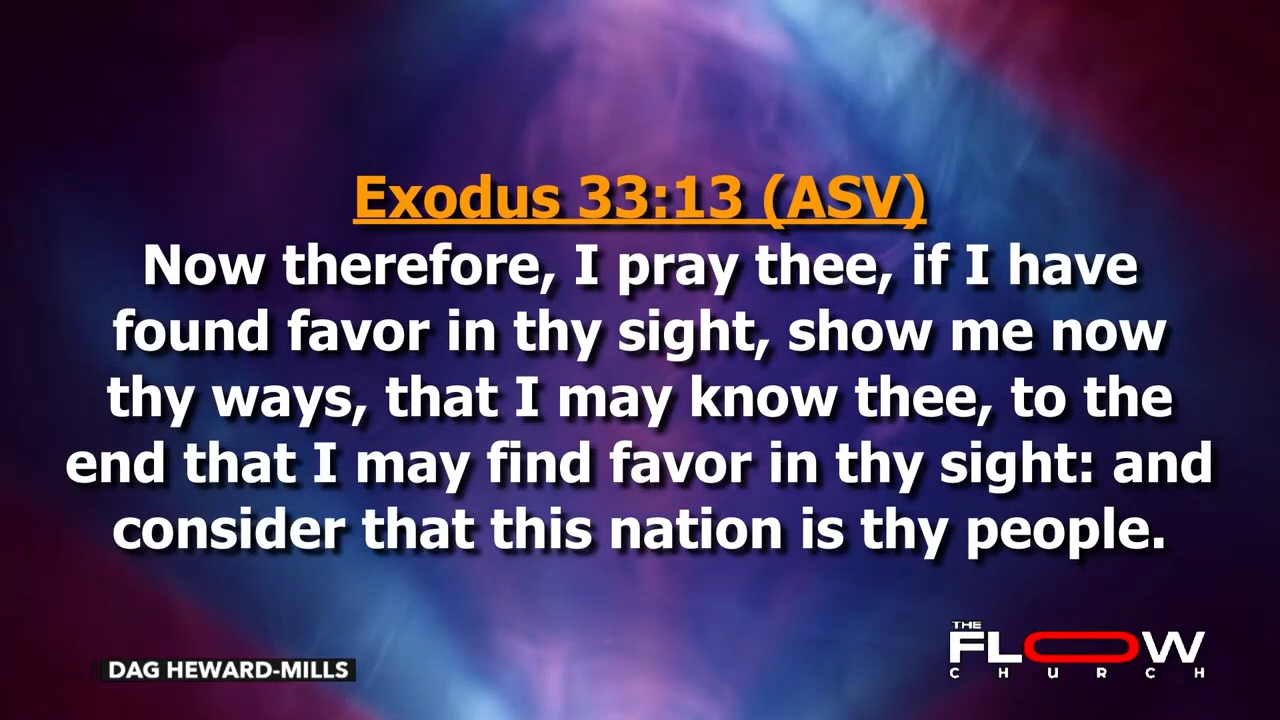 Exodus 33:13 (ASV)
Now therefore, I pray thee, if I have
found favor in thy sight, show me now
thy ways, that I may know thee, to the
end that I may find favor in thy sight: and
consider that this nation is thy people.
DAG HEWARD-MILLS
THE
FLOW
CHURCH